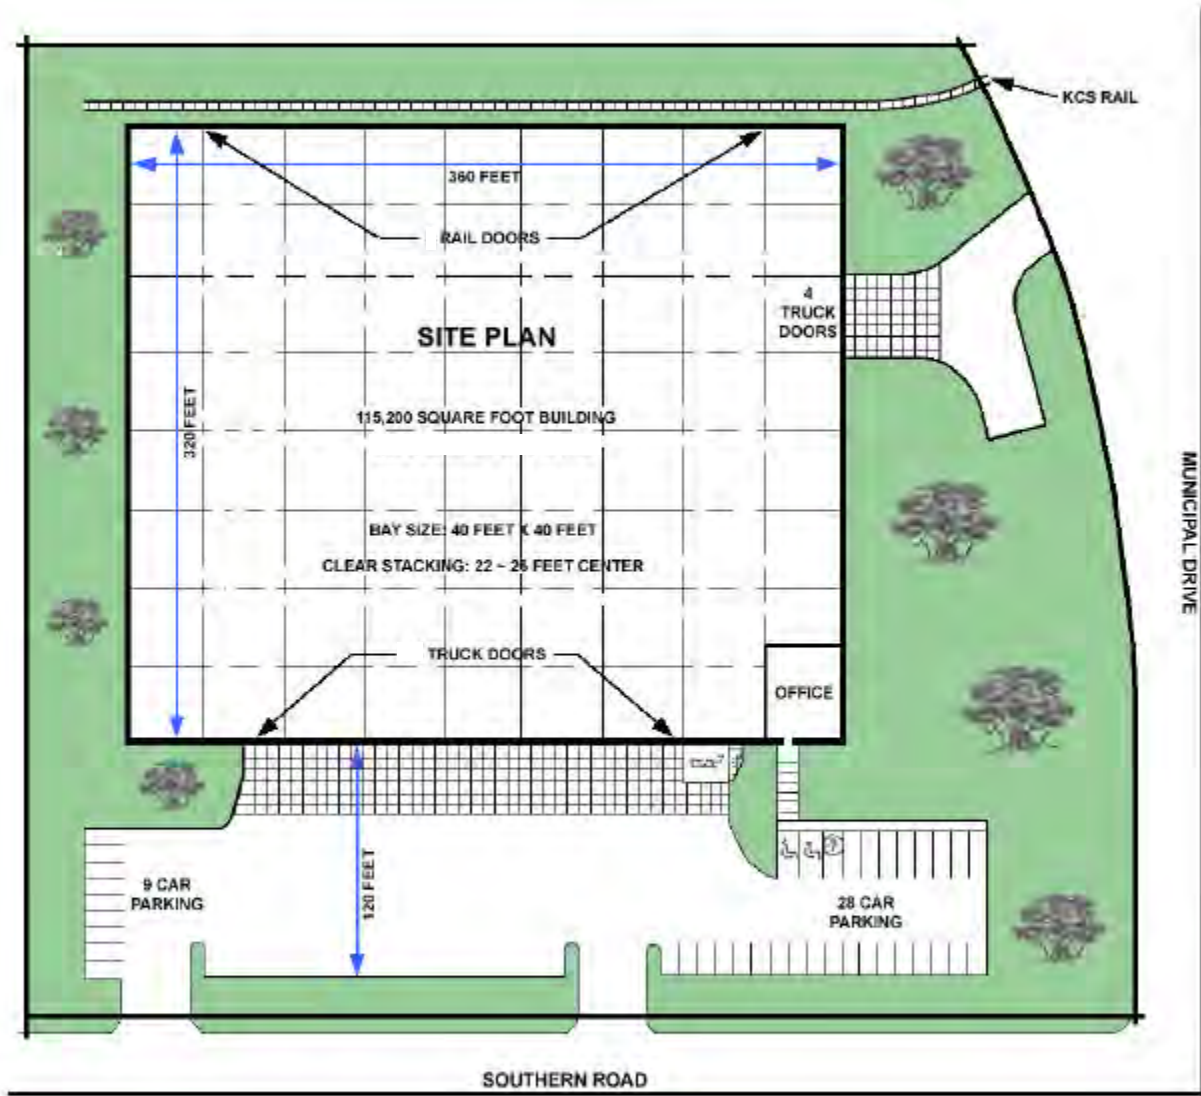 KCS RAIL
360 FEET
RAIL DOORS
4
TRUCK
DOORS
SITE PLAN
320 FEET
115,200 SQUARE FOOT BUILDING
MUNICIPAL DRIVE
BAY SIZE: 40 FEET X 40 FEET
CLEAR STACKING: 22 ~ 26 FEET CENTER
TRUCK DOORS
OFFICE
120 FEET
9 CAR
PARKING
28 CAR
PARKING
SOUTHERN ROAD